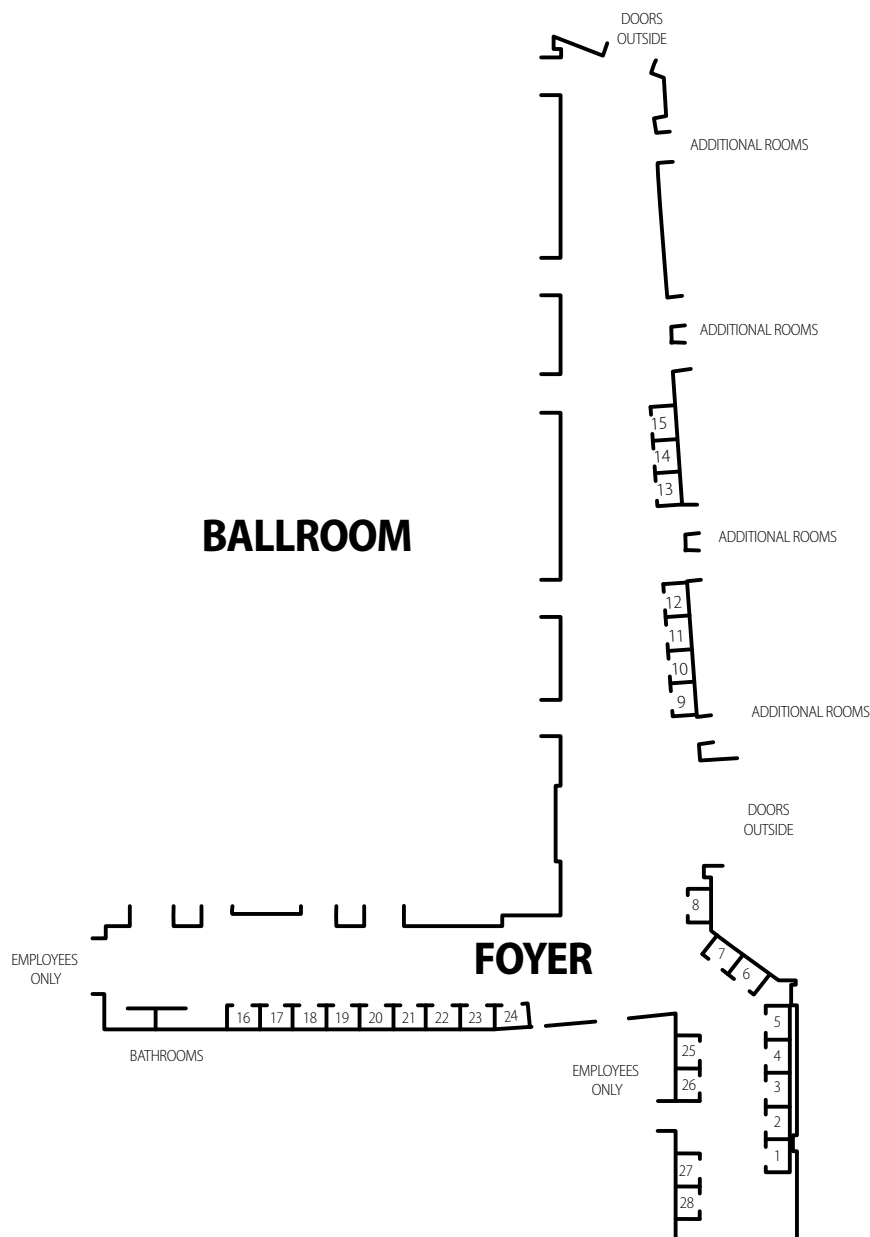 DOORS
OUTSIDE
ADDITIONAL ROOMS
ADDITIONAL ROOMS
15
14
13
BALLROOM
ADDITIONAL ROOMS
12
11
10
9
ADDITIONAL ROOMS
DOORS
OUTSIDE
8
EMPLOYEES
ONLY
FOYER
7
6
16 17 18 19 20 21 22 23 24
5
BATHROOMS
25
4
EMPLOYEES
ONLY
26
3
2
1
27
28